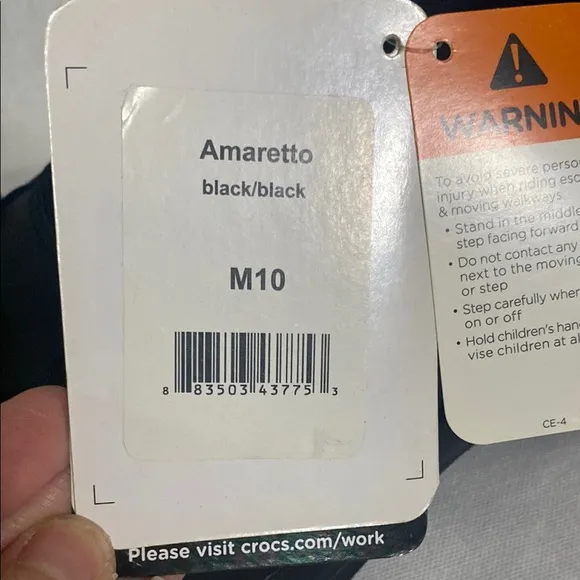 Amaretto
black/black
M10
8 83503 43775 3
Please visit crocs.com/work
WARNIN
To avoid severe perso
injury when riding esc
& moving walkways
• Stand in the middle
step facing forward
• Do not contact any
next to the moving
or step
• Step carefully when
on or off
• Hold children's han
vise children at al
CE-4